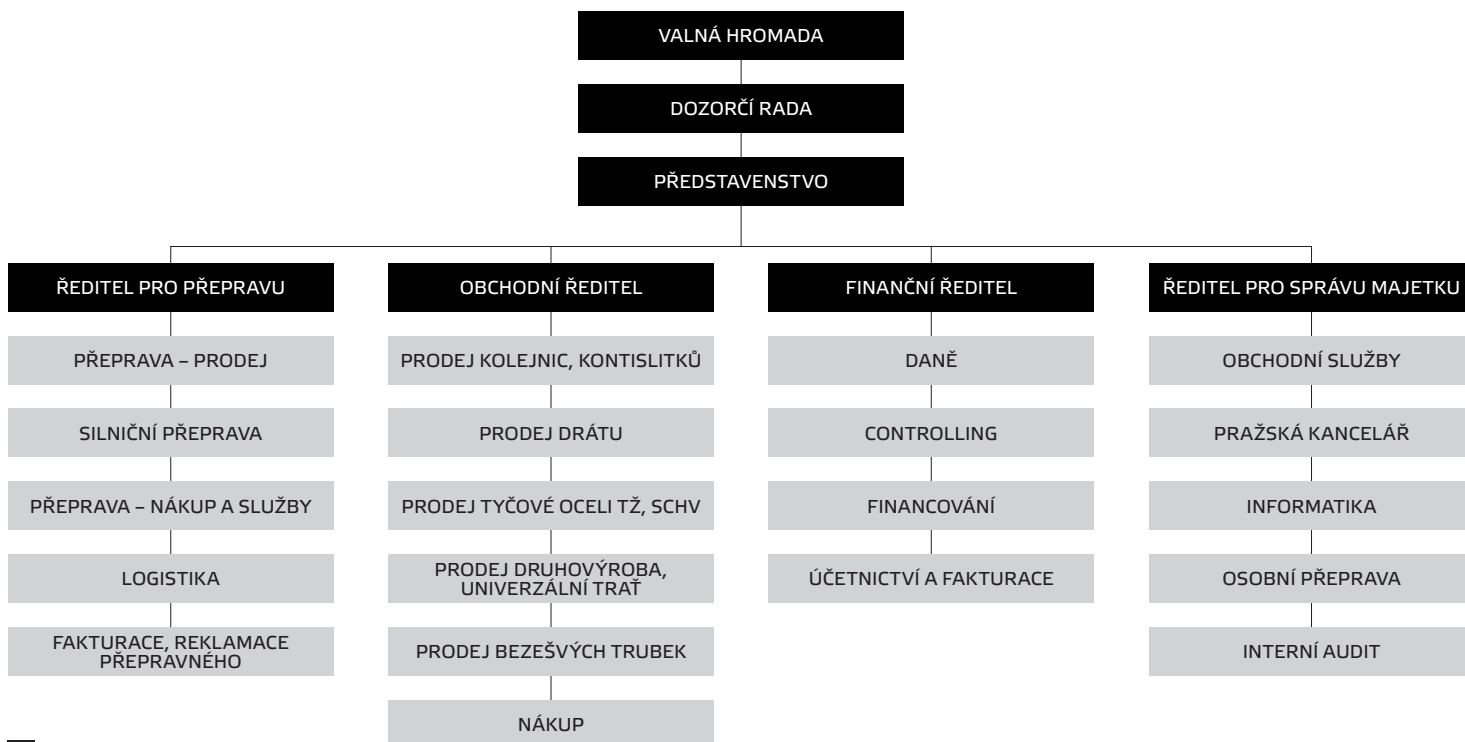 VALNÁ HROMADA
DOZORČÍ RADA
PŘEDSTAVENSTVO
ŘEDITEL PRO PŘEPRAVU
PŘEPRAVA – PRODEJ
SILNIČNÍ PŘEPRAVA
PŘEPRAVA – NÁKUP A SLUŽBY
LOGISTIKA
FAKTURACE, REKLAMACE
PŘEPRAVNÉHO
OBCHODNÍ ŘEDITEL
PRODEJ KOLEJNIC, KONTISLITKŮ
PRODEJ DRÁTU
PRODEJ TYČOVÉ OCELI TŽ, SCHV
PRODEJ DRUHOVÝROBA,
UNIVERZÁLNÍ TRAŤ
PRODEJ BEZEŠVÝCH TRUBEK
NÁKUP
FINANČNÍ ŘEDITEL
DANĚ
CONTROLLING
FINANCOVÁNÍ
ÚČETNICTVÍ A FAKTURACE
ŘEDITEL PRO SPRÁVU MAJETKU
OBCHODNÍ SLUŽBY
PRAŽSKÁ KANCELÁŘ
INFORMATIKA
OSOBNÍ PŘEPRAVA
INTERNÍ AUDIT